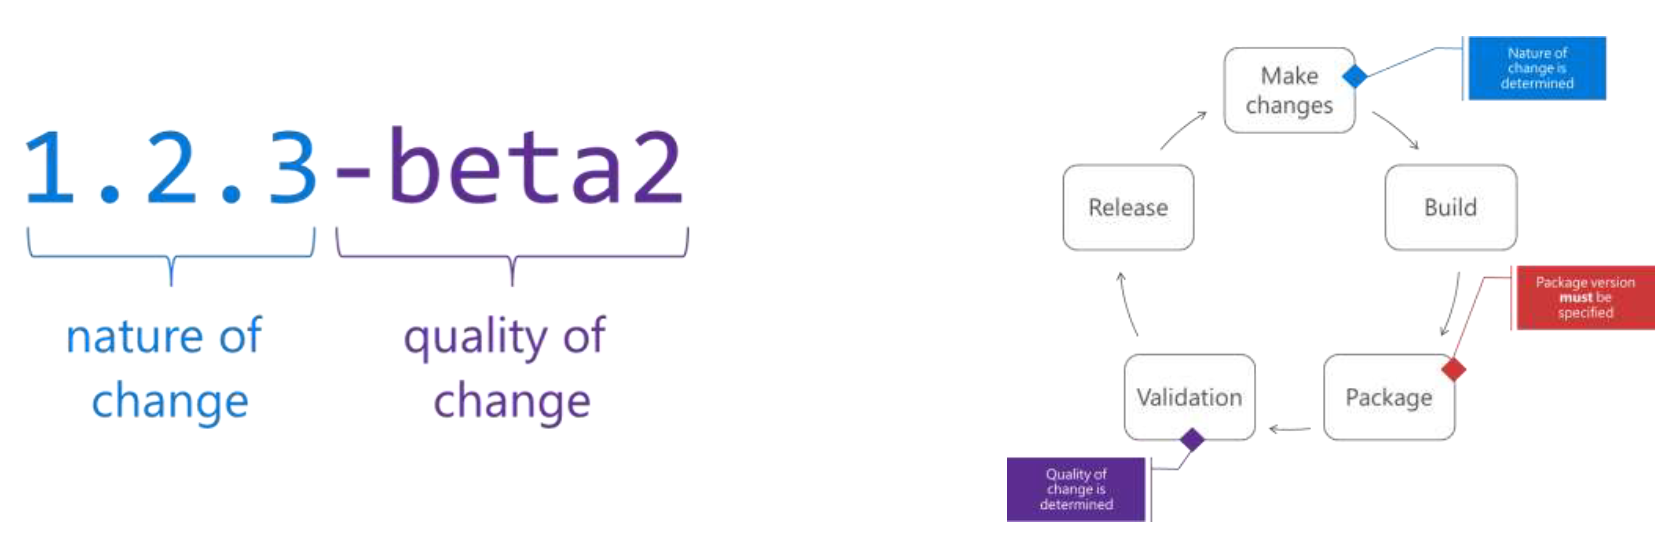 1.2.3-beta2
nature of
change
quality of
change
Make
changes
Nature of
change is
determined
Release
Build
Package version
must be
specified
Validation
Package
Quality of
change is
determined